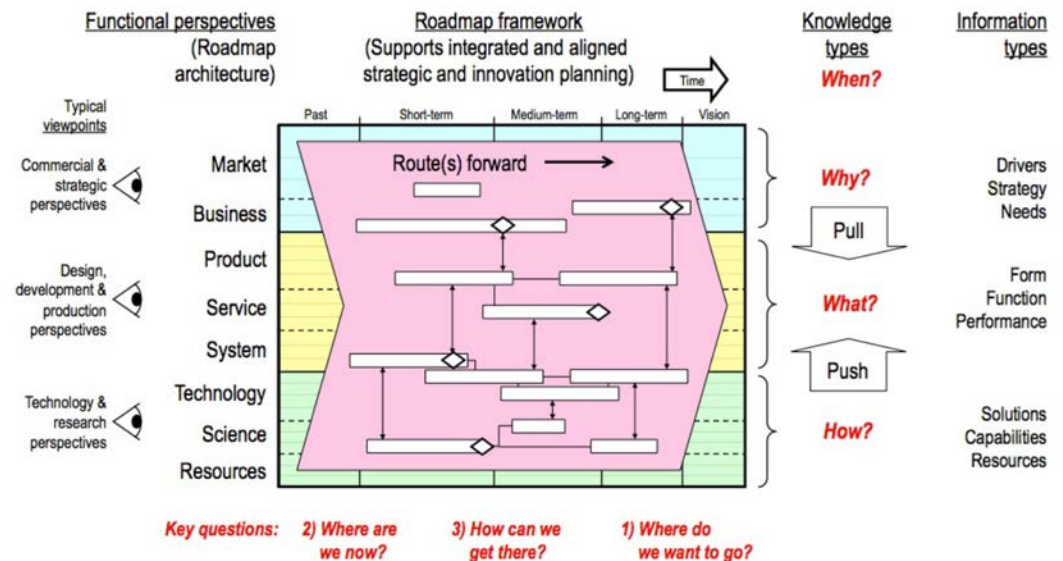 Functional perspectives
(Roadmap
architecture)
Roadmap framework
(Supports integrated and aligned
strategic and innovation planning)
Time
Knowledge
types
When?
Information
types
Typical
viewpoints
Past
Short-term
Medium-term
Long-term
Vision
Commercial &
strategic
perspectives
Market
Business
Route(s) forward
Why?
Drivers
Strategy
Needs
Pull
Design,
development &
production
perspectives
Product
Service
System
What?
Form
Function
Performance
Push
Technology &
research
perspectives
Technology
Science
Resources
How?
Solutions
Capabilities
Resources
Key questions:
2) Where are
we now?
3) How can we
get there?
1) Where do
we want to go?